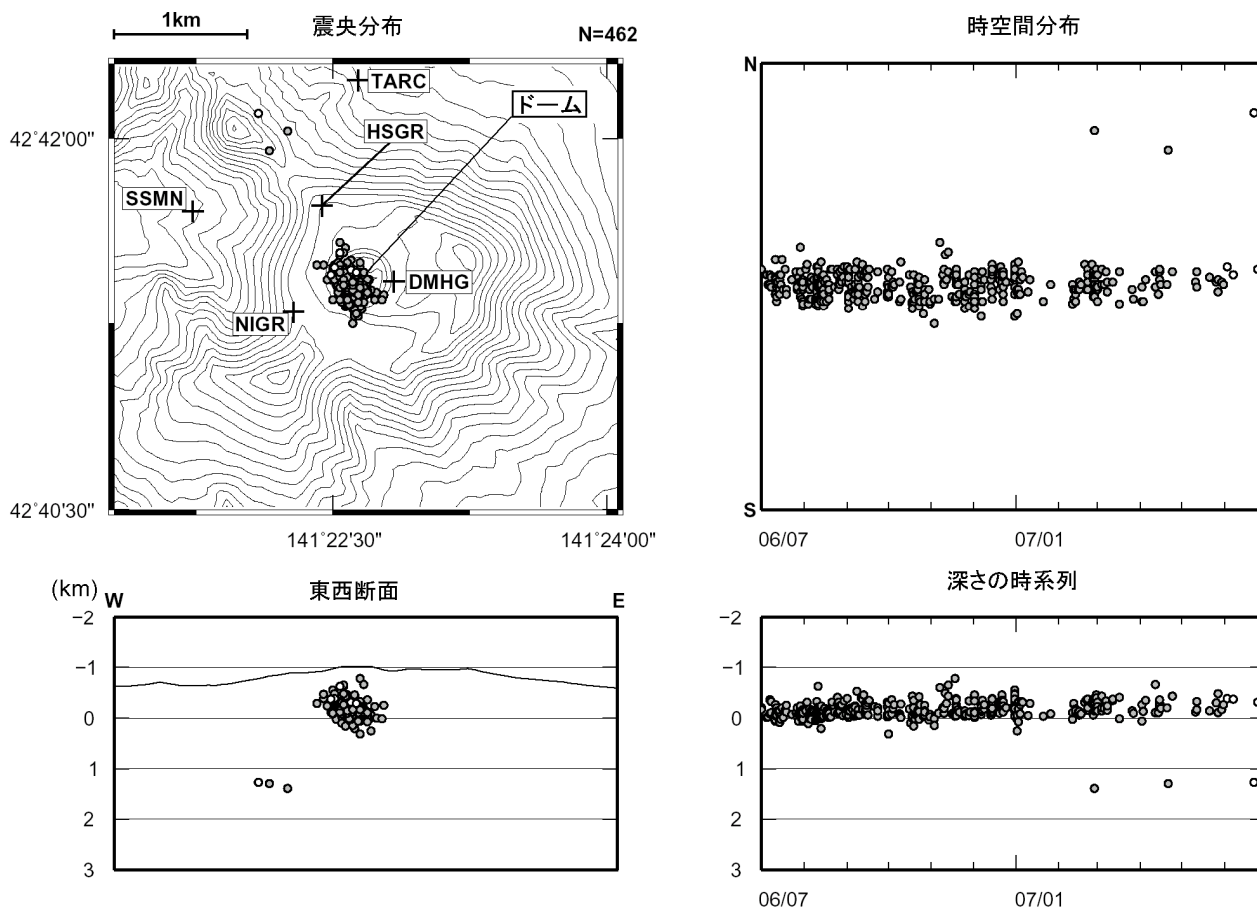 1km
震央分布
N=462
TARC
ドーム
HSGR
42°42'00"
SSMN
DMHG
NIGR
42°40'30"
141°22'30"
141°24'00"
時空間分布
N
S
06/07
07/01
(km)
W
東西断面
E
−2
−1
0
1
2
3
深さの時系列
−2
−1
0
1
2
3
06/07
07/01